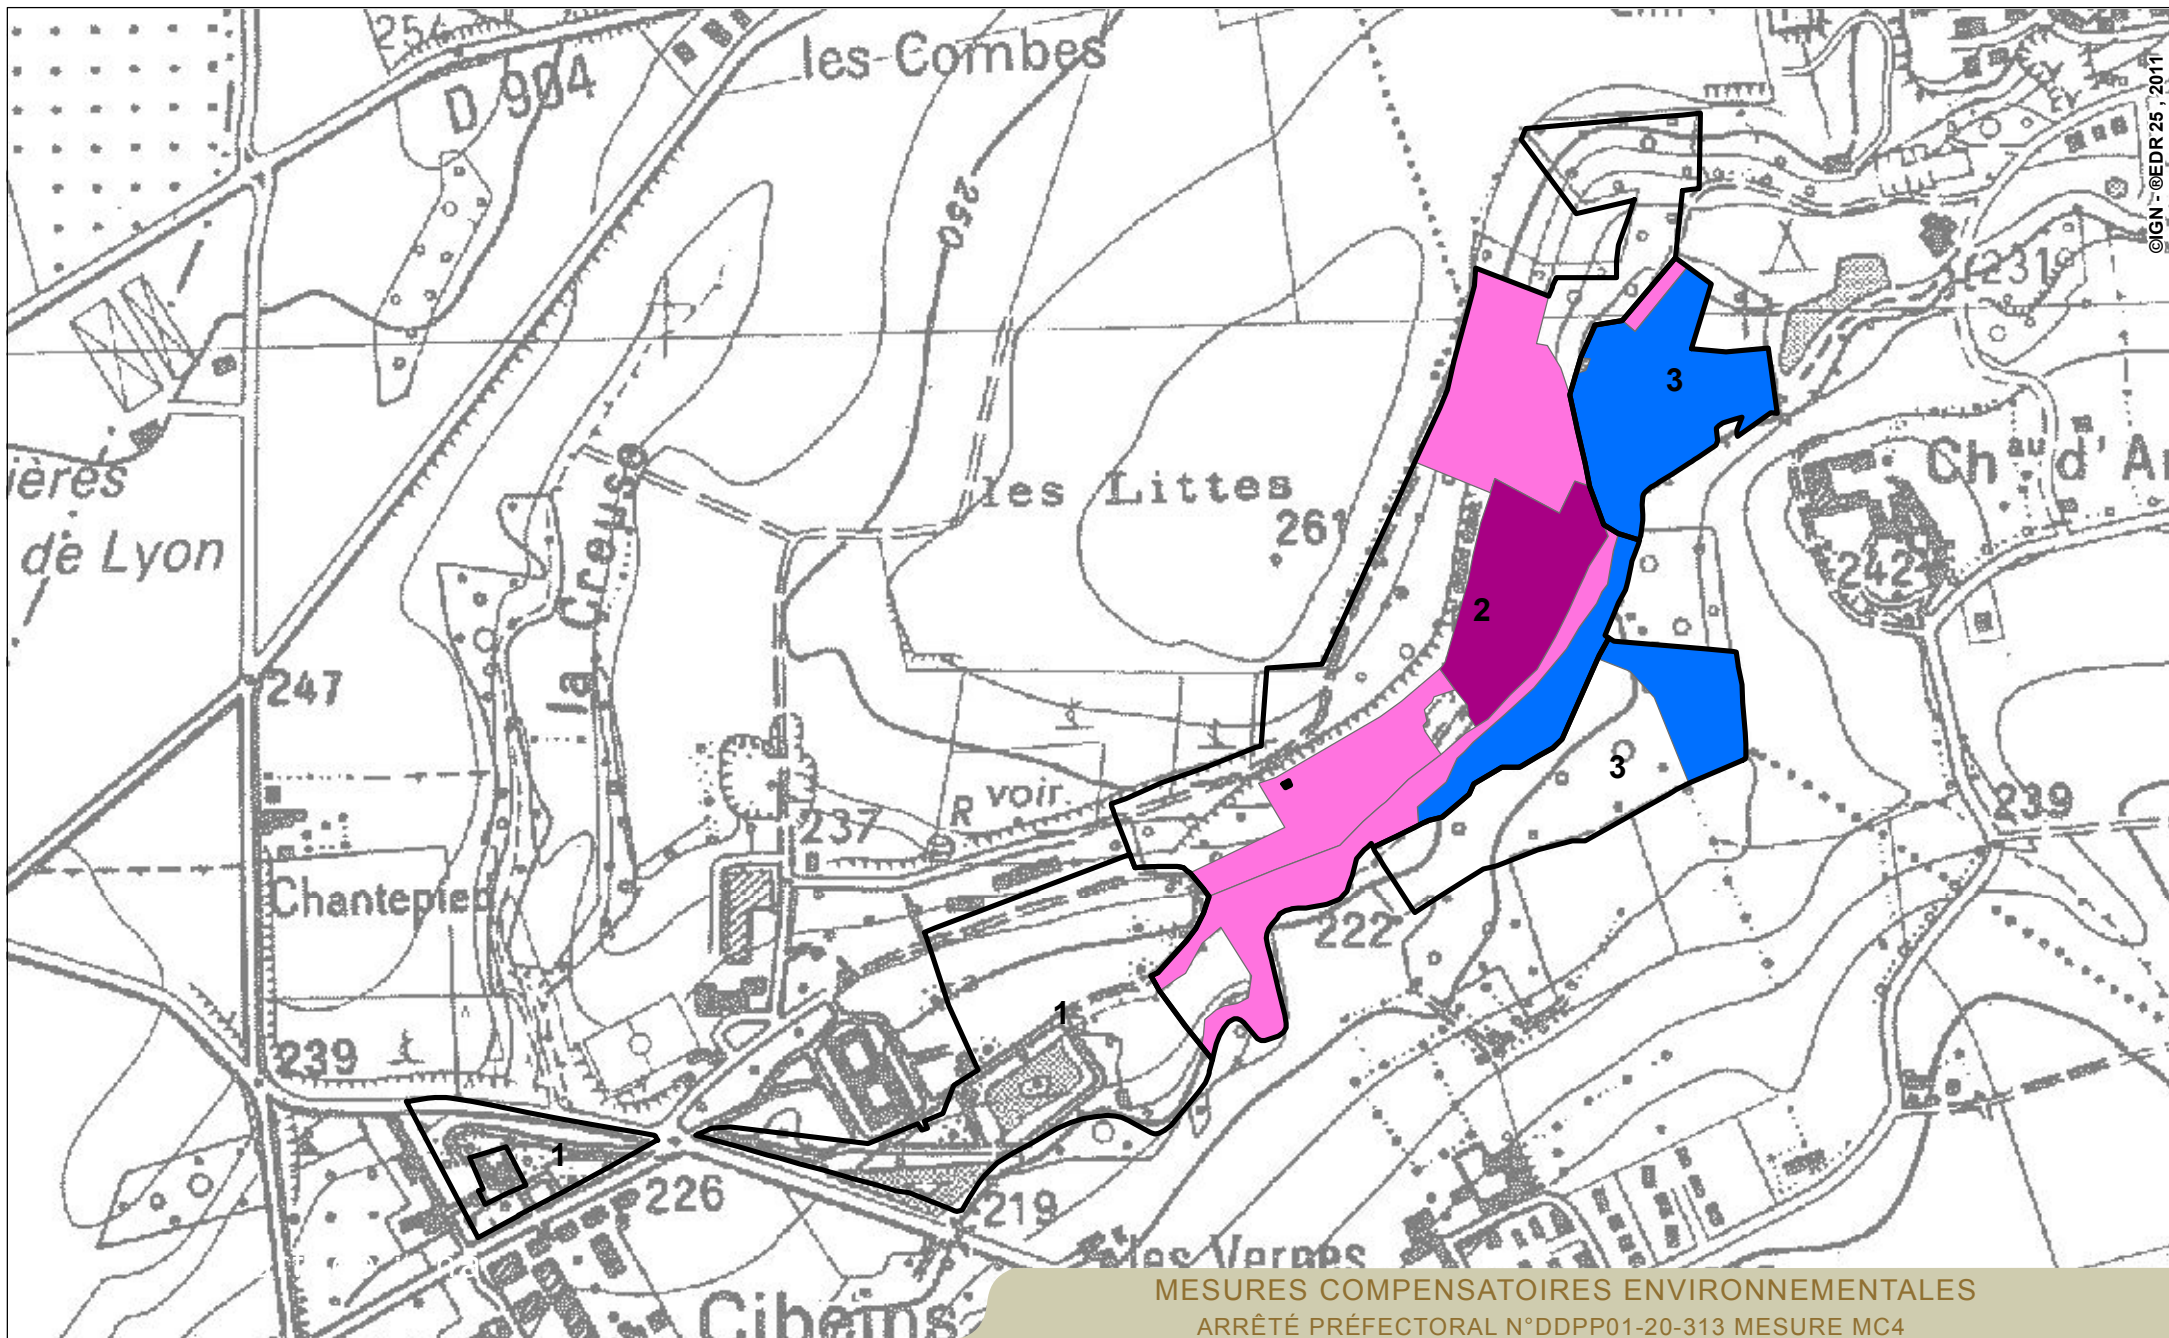 254
les Combes
D 904
©IGN - ®EDR 25 , 2011
250
231
3
ières
de Lyon
la Creuse
les Littes
261
Ch au d'Ar
242
2
247
3
R voir.
237
239
Chantepie
222
1
239
1
226
219
les Vernes
Cibeins
MESURES COMPENSATOIRES ENVIRONNEMENTALES
ARRÊTÉ PRÉFECTORAL N°DDPP01-20-313 MESURE MC4